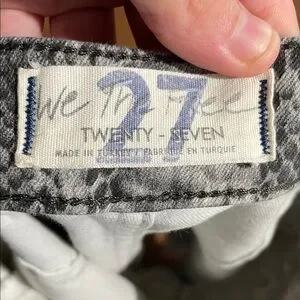 We The Free
27
TWENTY - SEVEN
MADE IN TURKEY / FABRIQUÉ EN TURQUIE